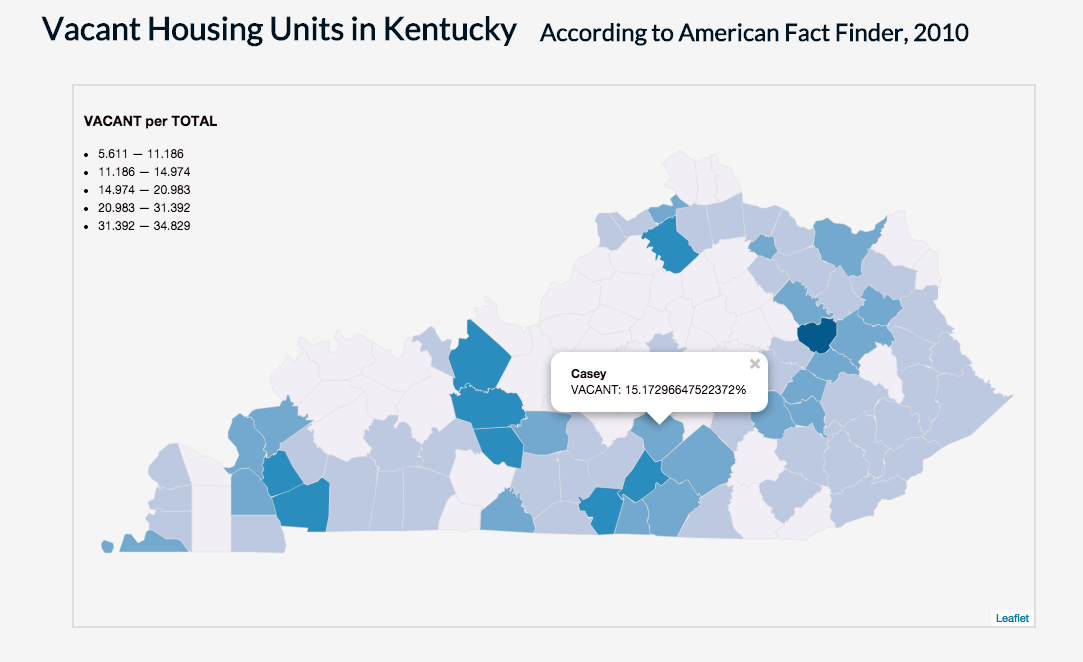 Vacant Housing Units in Kentucky According to American Fact Finder, 2010
VACANT per TOTAL
5.611 — 11.186
11.186 — 14.974
14.974 — 20.983
20.983 — 31.392
31.392 — 34.829
Casey
VACANT: 15.17296647522372%
Leaflet